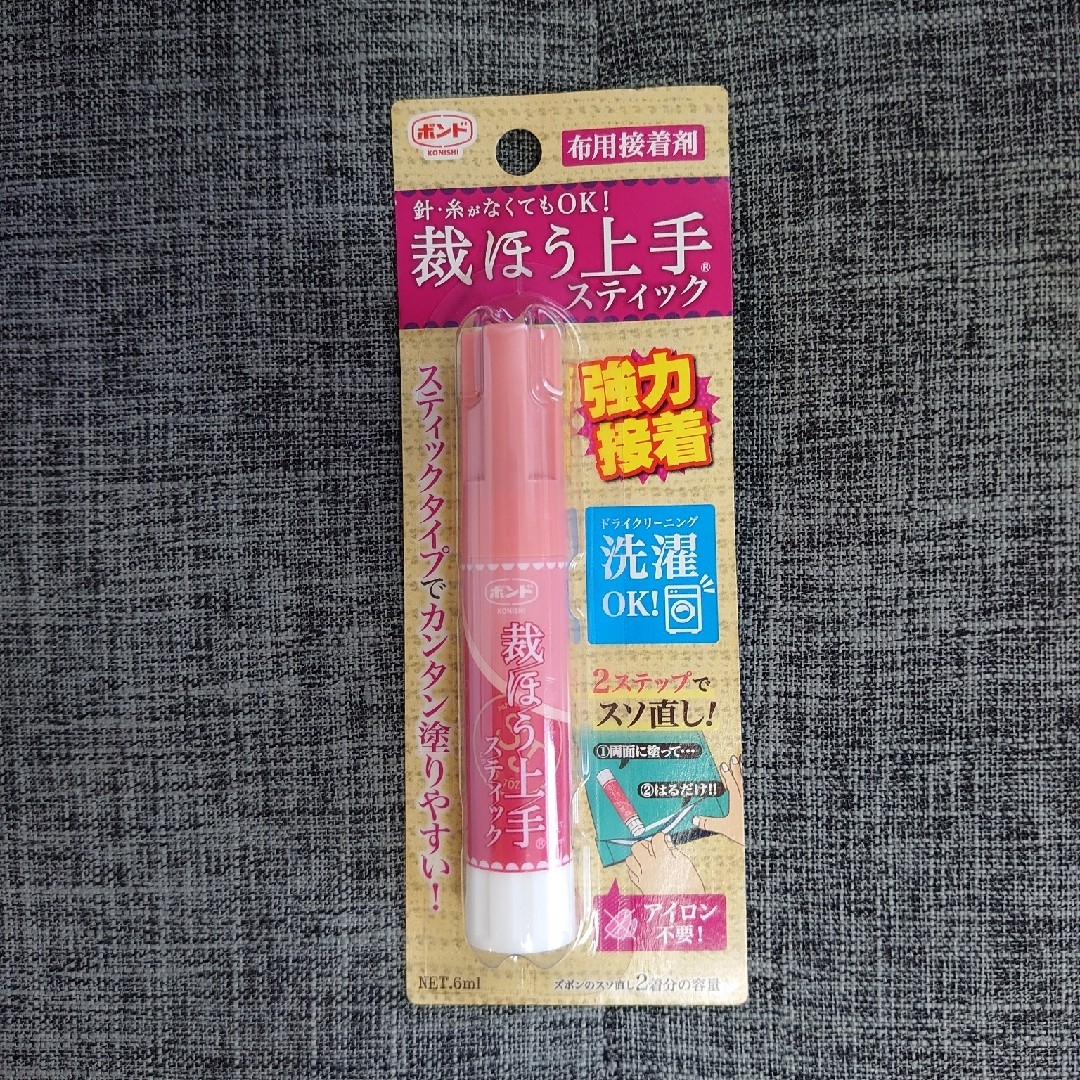 ボンド
KONISHI
布用接着剤
針・糸がなくてもOK!
裁ほう上手®
スティック
スティックタイプでカンタン塗りやすい!
強力
接着
ドライクリーニング
洗濯
OK!
2ステップで
スソ直し!
①両面に塗って…
②はるだけ!!
アイロン
不要!
ボンド
KONISHI
裁ほう上手®
スティック
NET.6ml
ズボンのスソ直し2着分の容量